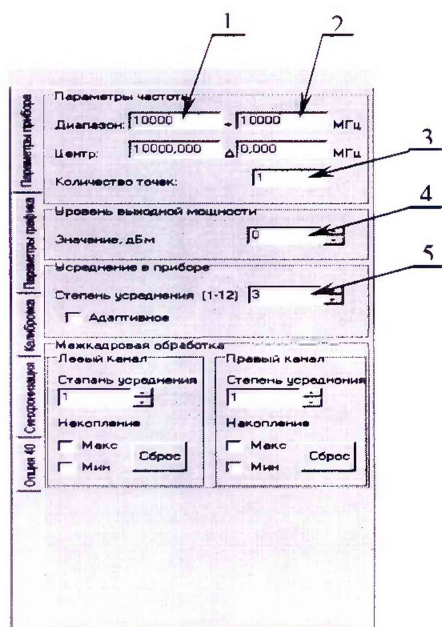 1
2
3
4
5
Параметры прибора
Параметры графика
Калибровка
Синхронизация
Опция 40
Параметры частоты
Диапазон: 10000 - 10000 МГц
Центр: 10000,000 Δ 0,000 МГц
Количество точек: 1
Уровень выходной мощности
Значение, дБм 0
Усреднение в приборе
Степень усреднения (1-12) 3
Адаптивное
Межкадровая обработка
Левый канал
Степань усреднения
1
Накопление
Макс
Мин
Сброс
Правый канал
Степень усреднония
1
Накопление
Макс
Мин
Сброс